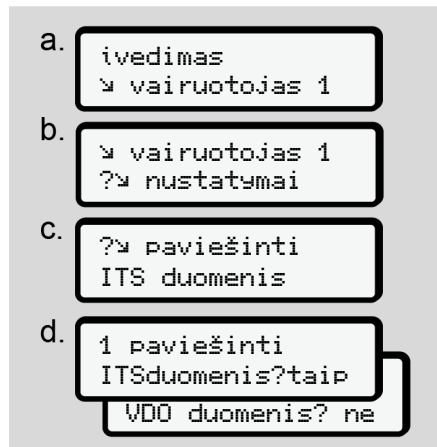 a.
ivedimas
↘ vairuotojas 1
b.
↘ vairuotojas 1
?↘ nustatymai
c.
?↘ paviešinti
ITS duomenis
d.
1 paviešinti
ITSduomenis?taip
VDO duomenis? ne